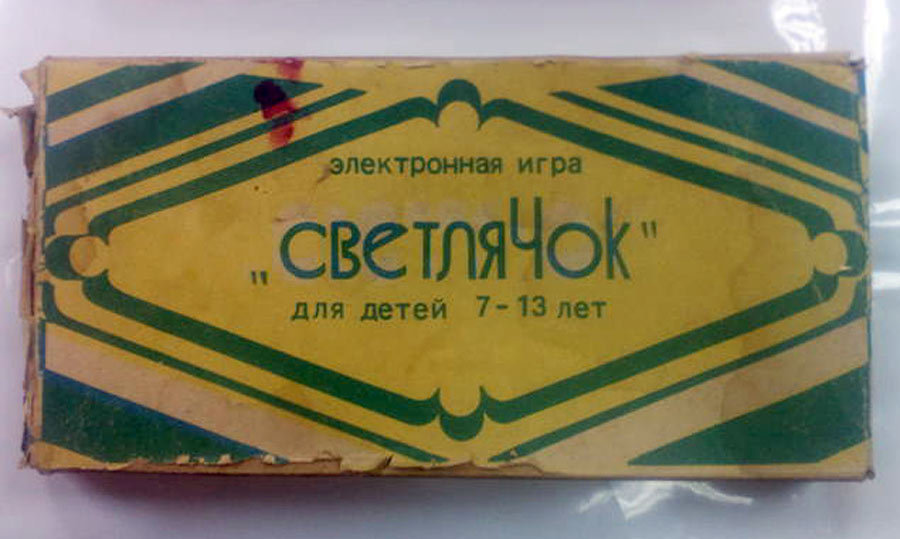 электронная игра
„светлячок"
для детей 7-13 лет